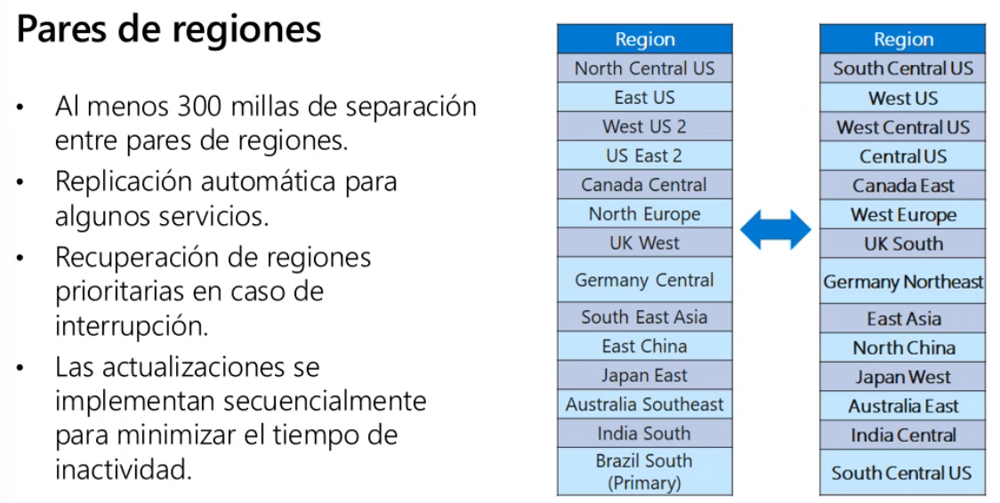 Pares de regiones
• Al menos 300 millas de separación
entre pares de regiones.
• Replicación automática para
algunos servicios.
• Recuperación de regiones
prioritarias en caso de
interrupción.
• Las actualizaciones se
implementan secuencialmente
para minimizar el tiempo de
inactividad.
Region
North Central US
East US
West US 2
US East 2
Canada Central
North Europe
UK West
Germany Central
South East Asia
East China
Japan East
Australia Southeast
India South
Brazil South
(Primary)
Region
South Central US
West US
West Central US
Central US
Canada East
West Europe
UK South
Germany Northeast
East Asia
North China
Japan West
Australia East
India Central
South Central US